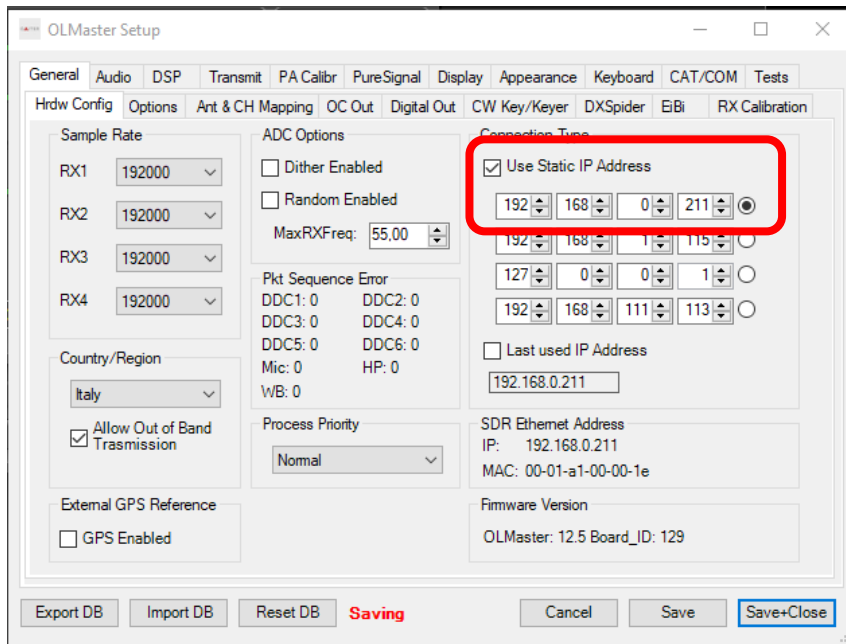 OLMaster Setup
General Audio DSP Transmit PA Calibr PureSignal Display Appearance Keyboard CAT/COM Tests
Hrdw Config Options Ant & CH Mapping OC Out Digital Out CW Key/Keyer DXSpider EiBi RX Calibration
Sample Rate
RX1 192000
RX2 192000
RX3 192000
RX4 192000
Country/Region
Italy
Allow Out of Band
Trasmission
External GPS Reference
GPS Enabled
ADC Options
Dither Enabled
Random Enabled
MaxRXFreq: 55,00
Pkt Sequence Error
DDC1: 0 DDC2: 0
DDC3: 0 DDC4: 0
DDC5: 0 DDC6: 0
Mic: 0 HP: 0
WB: 0
Process Priority
Normal
Connection Type
Use Static IP Address
192 168 0 211
192 168 1 115
127 0 0 1
192 168 111 113
Last used IP Address
192.168.0.211
SDR Ethernet Address
IP: 192.168.0.211
MAC: 00-01-a1-00-00-1e
Firmware Version
OLMaster: 12.5 Board_ID: 129
Export DB Import DB Reset DB Saving Cancel Save Save+Close